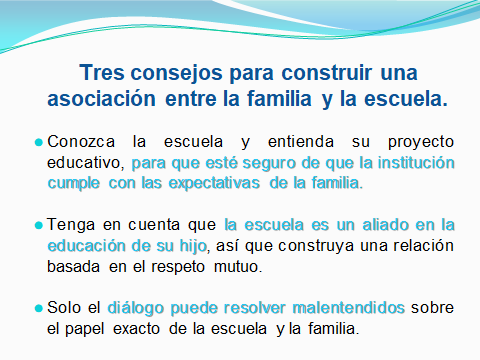 Tres consejos para construir una
asociación entre la familia y la escuela.
Conozca la escuela y entienda su proyecto
educativo, para que esté seguro de que la institución
cumple con las expectativas de la familia.
Tenga en cuenta que la escuela es un aliado en la
educación de su hijo, así que construya una relación
basada en el respeto mutuo.
Solo el diálogo puede resolver malentendidos sobre
el papel exacto de la escuela y la familia.